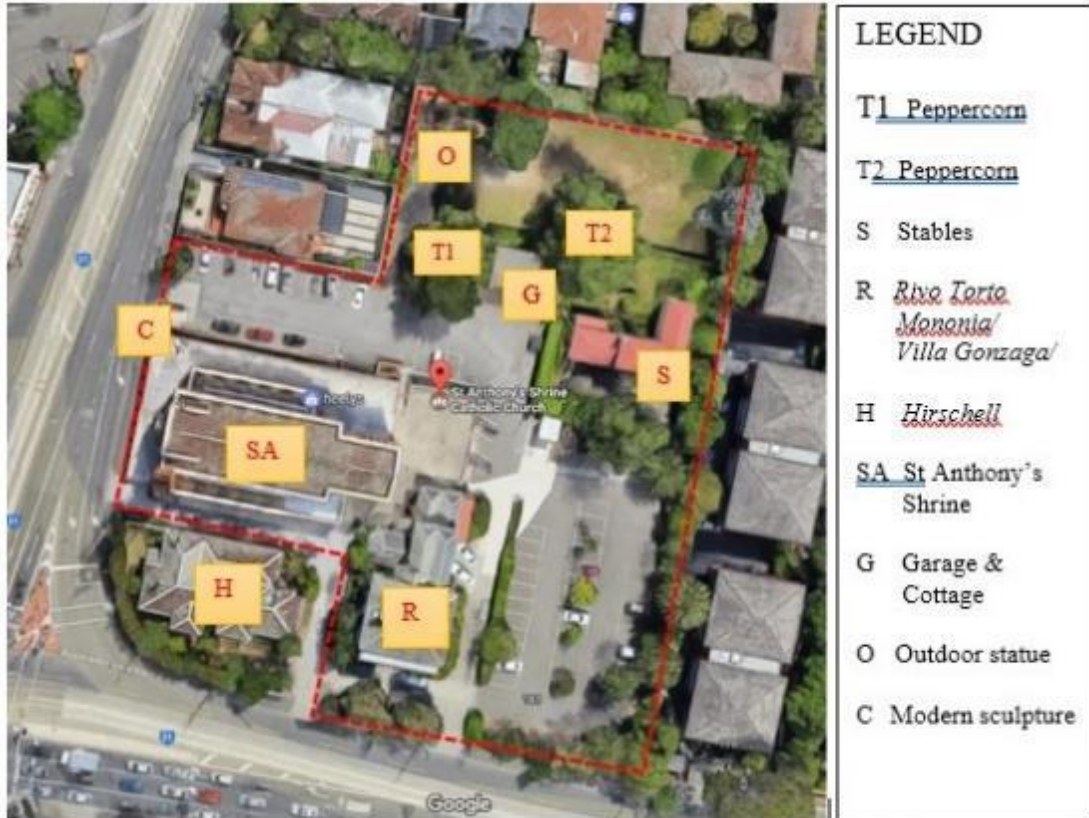 O
T1
T2
G
C
S
St Anthony's Shrine
Catholic Church
SA
H
R
Google
LEGEND
T1 Peppercorn
T2 Peppercorn
S Stables
R Rivo Torto
Mononia/
Villa Gonzaga/
H Hirschell
SA St Anthony's
Shrine
G Garage &
Cottage
O Outdoor statue
C Modern sculpture